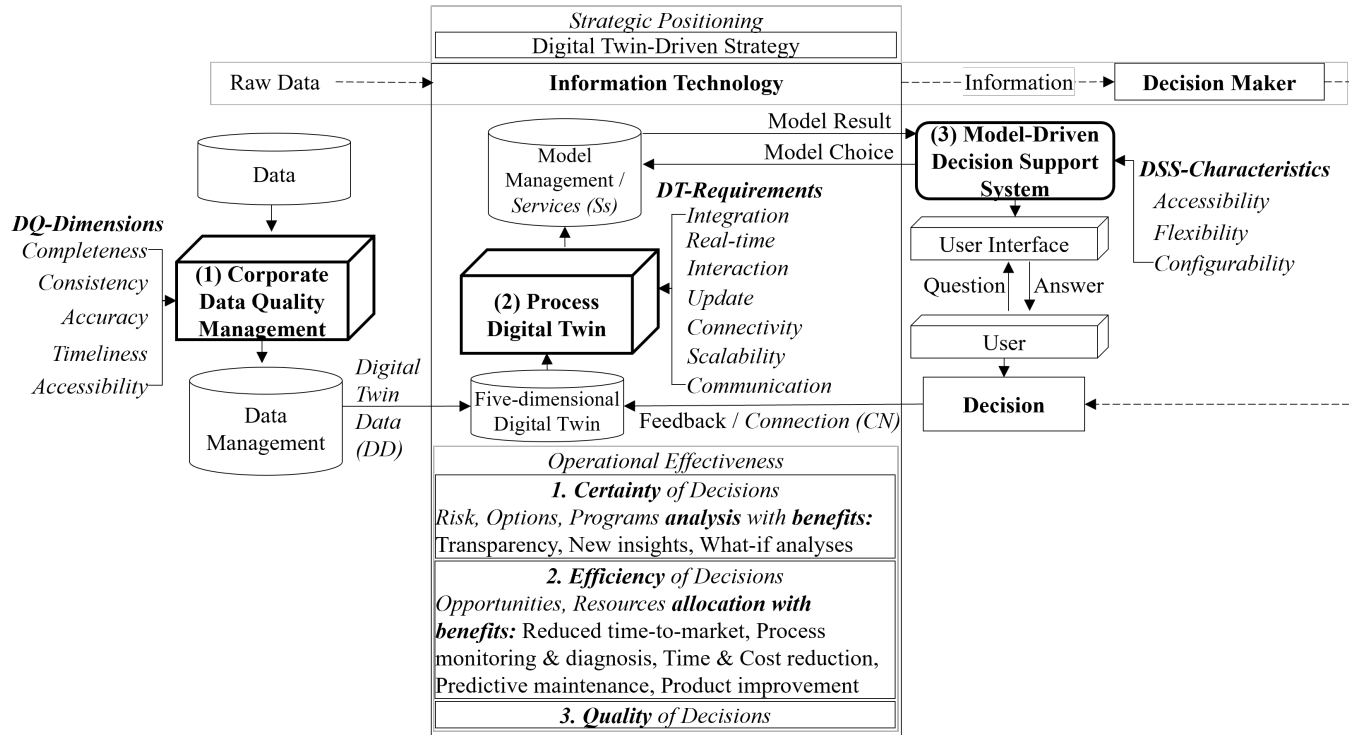 Strategic Positioning
Digital Twin-Driven Strategy
Raw Data
Information Technology
Information
Decision Maker
Data
DQ-Dimensions
Completeness
Consistency
Accuracy
Timeliness
Accessibility
(1) Corporate
Data Quality
Management
Data
Management
Digital
Twin
Data
(DD)
Model
Management /
Services (Ss)
Model Result
Model Choice
DT-Requirements
Integration
Real-time
Interaction
Update
Connectivity
Scalability
Communication
(2) Process
Digital Twin
Five-dimensional
Digital Twin
Feedback / Connection (CN)
(3) Model-Driven
Decision Support
System
DSS-Characteristics
Accessibility
Flexibility
Configurability
User Interface
Question
Answer
User
Decision
Operational Effectiveness
1. Certainty of Decisions
Risk, Options, Programs analysis with benefits:
Transparency, New insights, What-if analyses
2. Efficiency of Decisions
Opportunities, Resources allocation with
benefits: Reduced time-to-market, Process
monitoring & diagnosis, Time & Cost reduction,
Predictive maintenance, Product improvement
3. Quality of Decisions